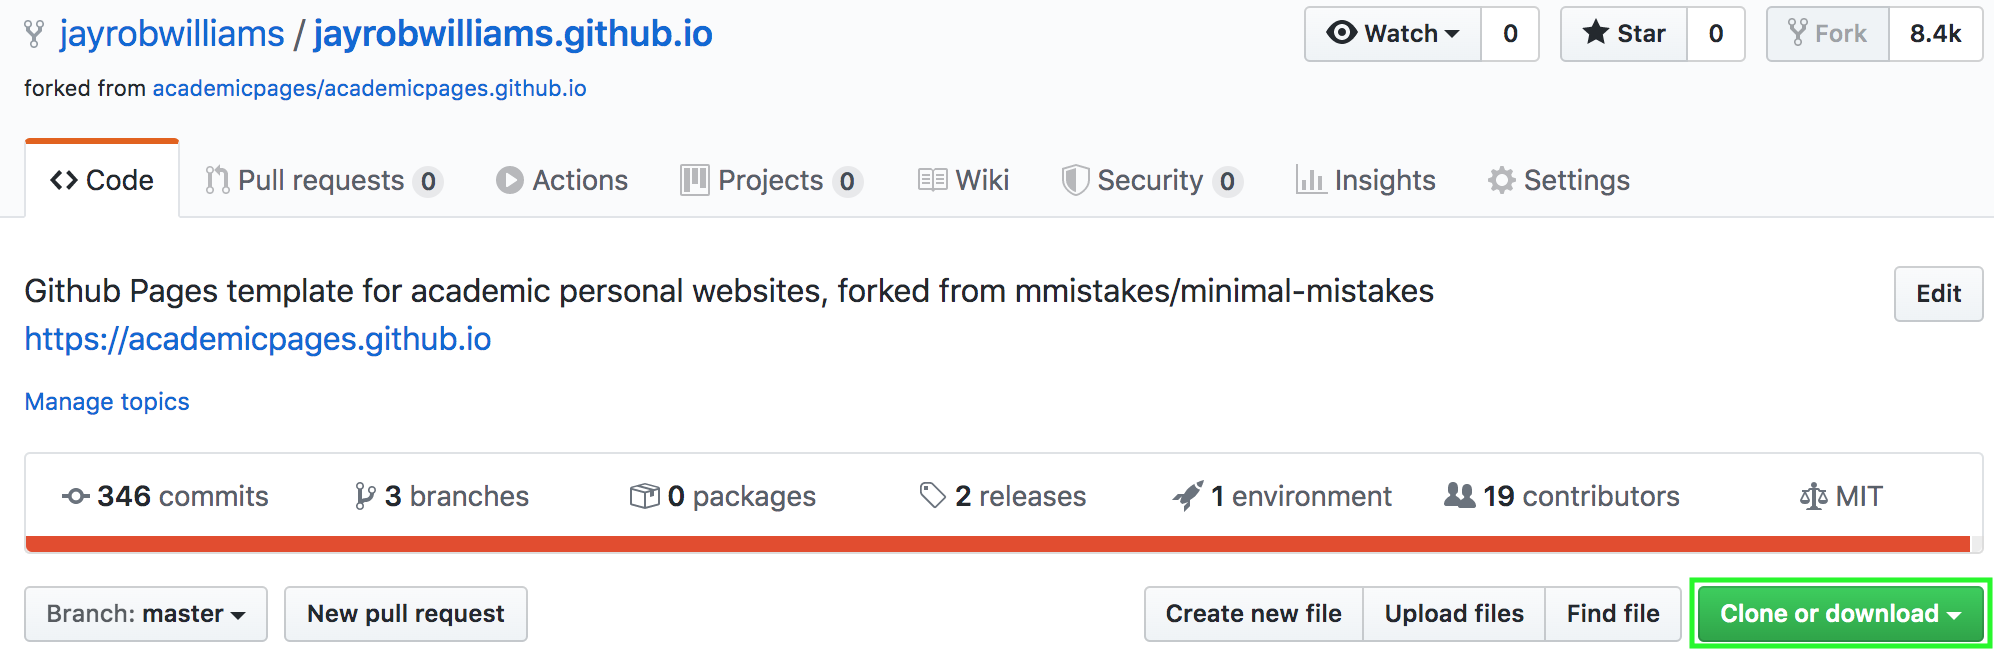 jayrobwilliams / jayrobwilliams.github.io Watch 0 Star 0 Fork 8.4k
forked from academicpages/academicpages.github.io
Code Pull requests 0 Actions Projects 0 Wiki Security 0 Insights Settings
Github Pages template for academic personal websites, forked from mmistakes/minimal-mistakes Edit
https://academicpages.github.io
Manage topics
346 commits 3 branches 0 packages 2 releases 1 environment 19 contributors MIT
Branch: master New pull request Create new file Upload files Find file Clone or download